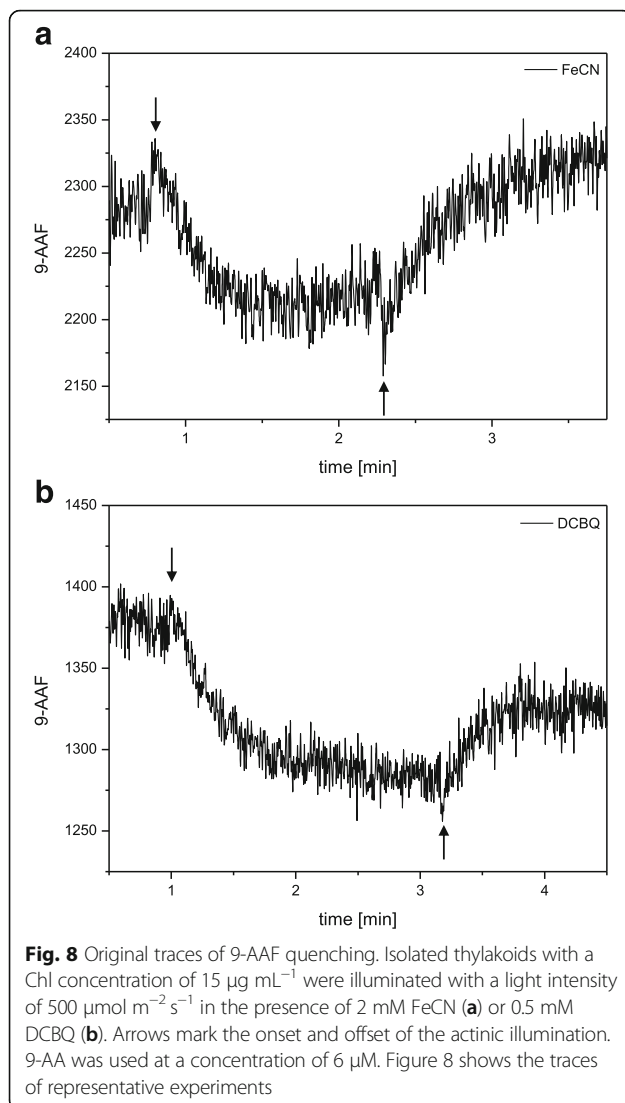 a
2400
2350
2300
2250
2200
2150
9-AAF
FeCN
1
2
3
time [min]
b
1450
1400
1350
1300
1250
9-AAF
DCBQ
1
2
3
4
time [min]
Fig. 8 Original traces of 9-AAF quenching. Isolated thylakoids with a
Chl concentration of 15 μg mL⁻¹ were illuminated with a light intensity
of 500 μmol m⁻² s⁻¹ in the presence of 2 mM FeCN (a) or 0.5 mM
DCBQ (b). Arrows mark the onset and offset of the actinic illumination.
9-AA was used at a concentration of 6 μM. Figure 8 shows the traces
of representative experiments